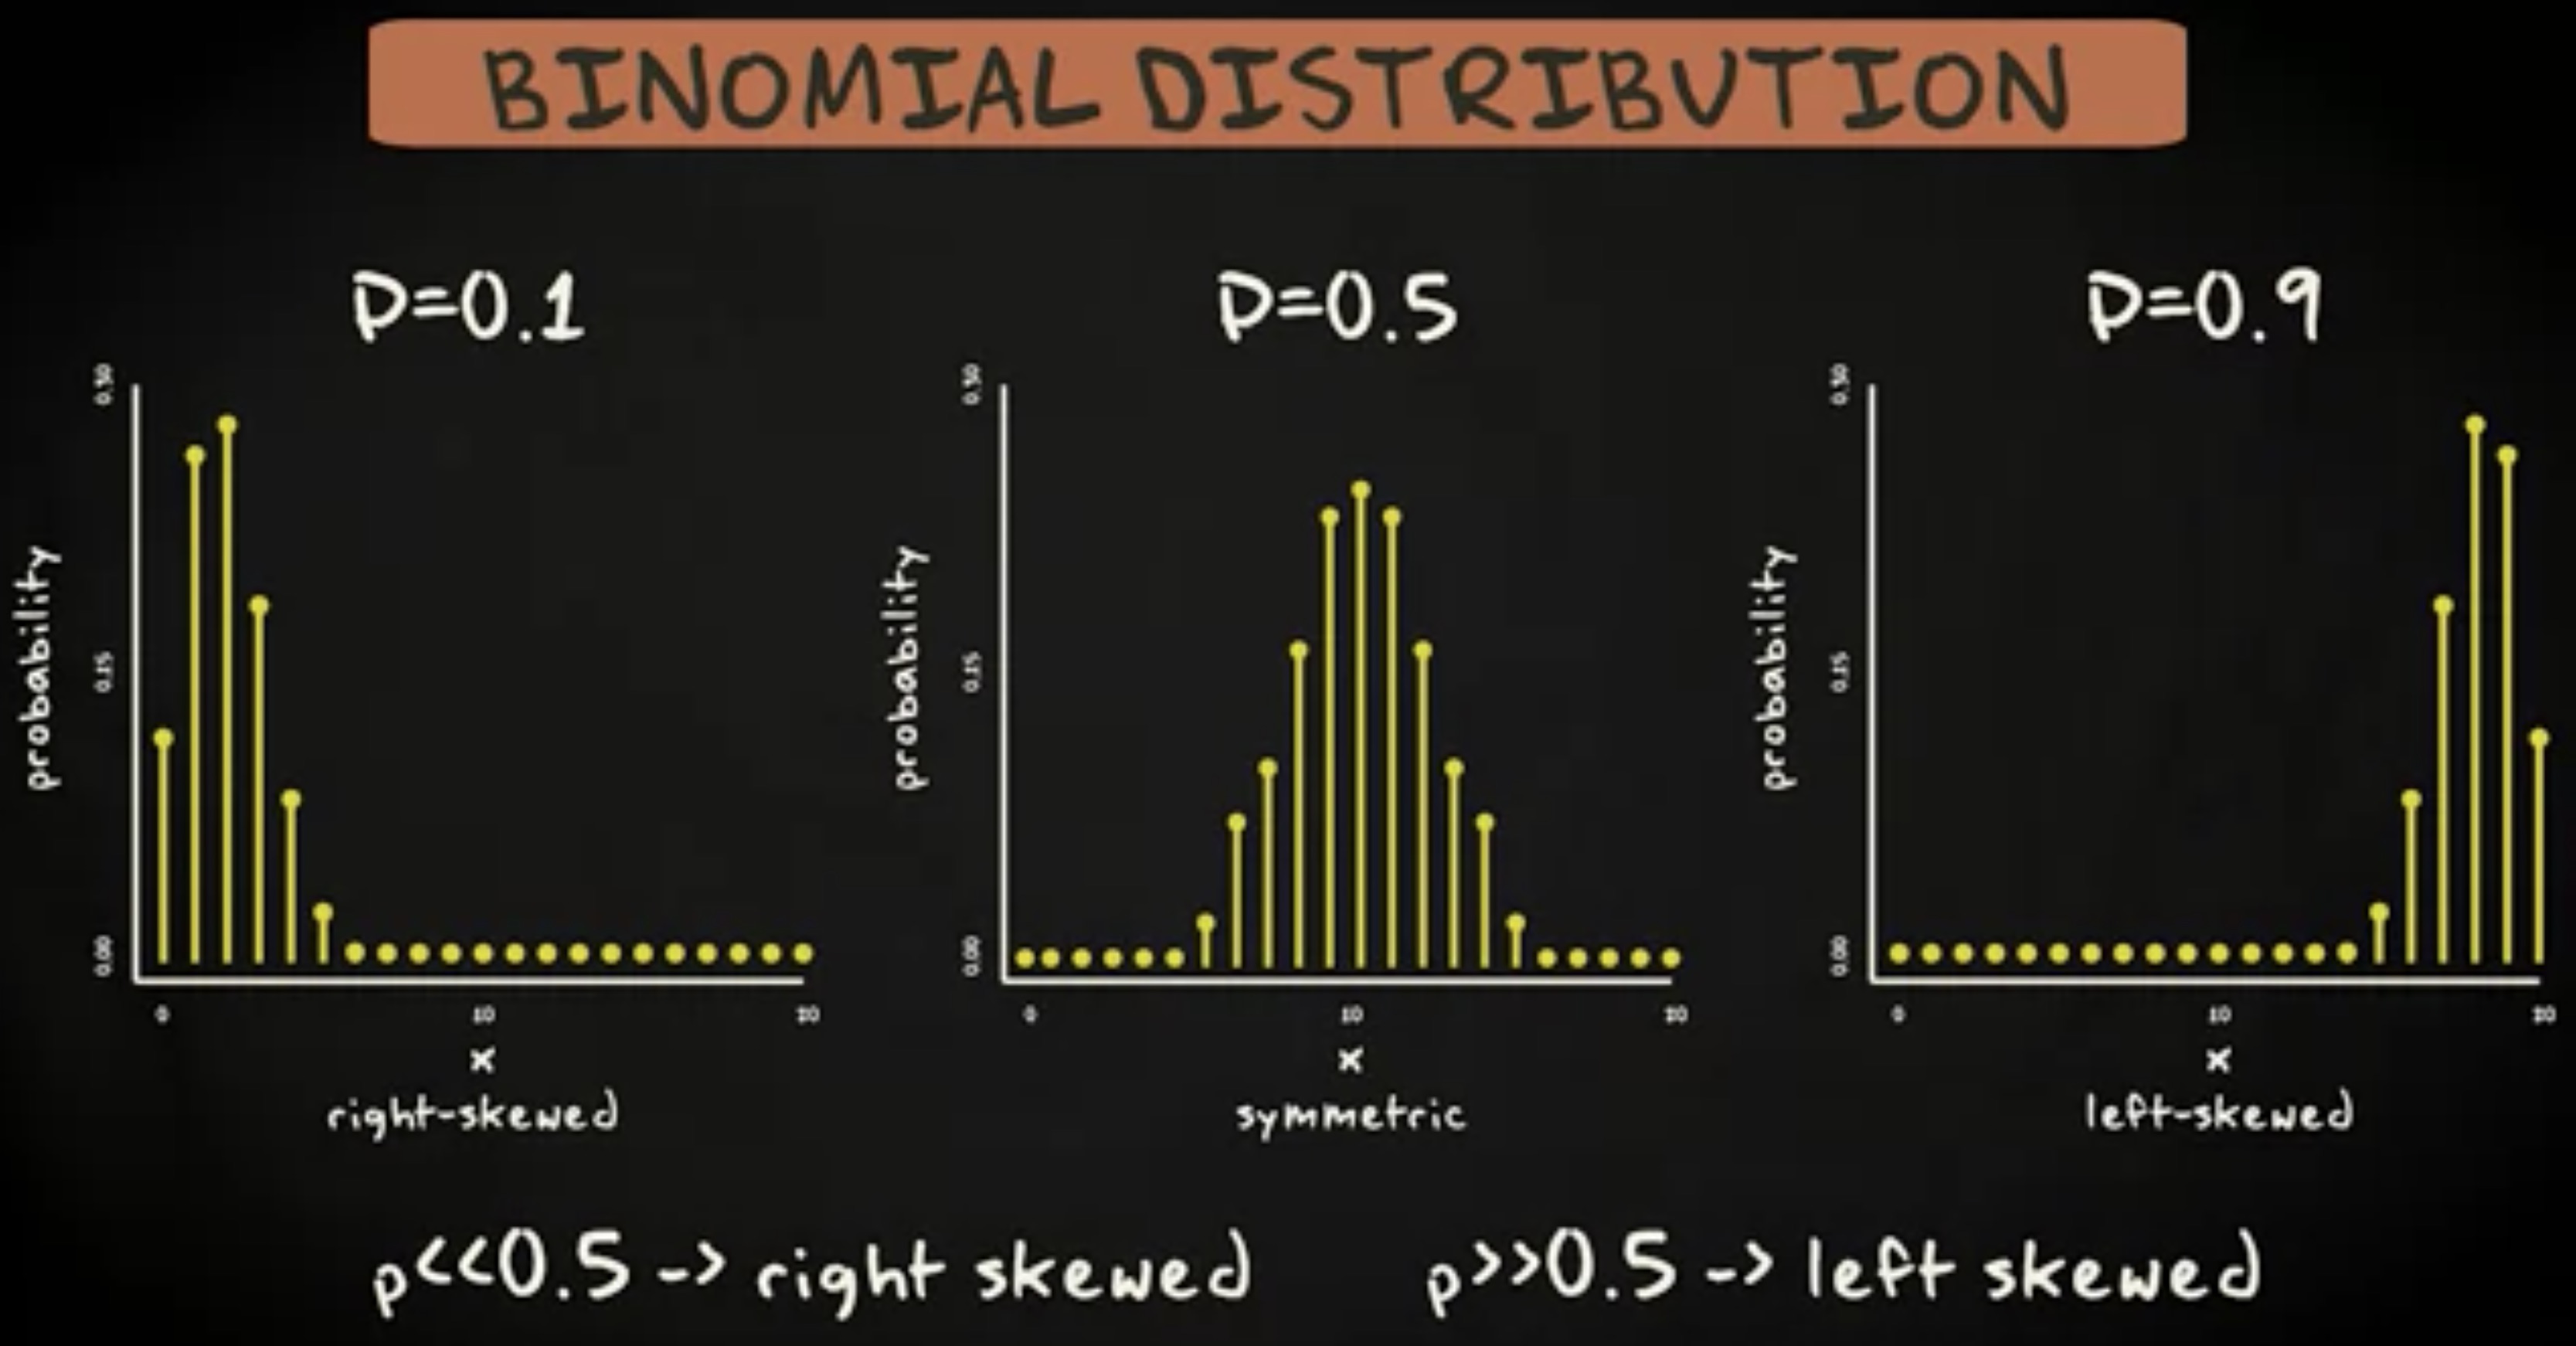 BINOMIAL DISTRIBUTION
P=0.1
P=0.5
P=0.9
probability
0.30
0.15
0.00
0 10 20
x
right-skewed
probability
0.30
0.15
0.00
0 10 20
x
symmetric
probability
0.30
0.15
0.00
0 10 20
x
left-skewed
p<<0.5 -> right skewed
p>>0.5 -> left skewed